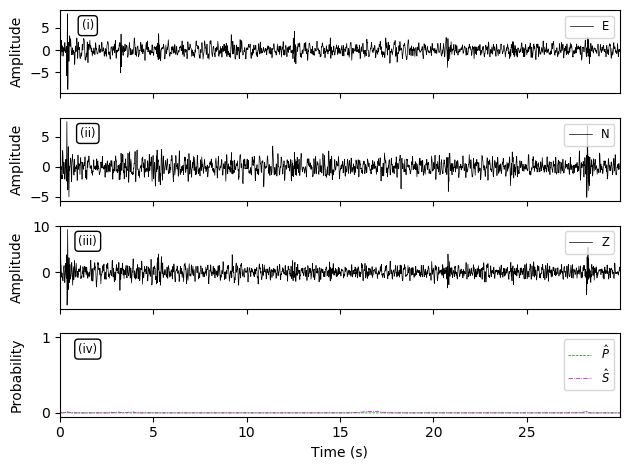 Amplitude
5
0
−5
(i)
E
Amplitude
5
0
−5
(ii)
N
Amplitude
10
0
(iii)
Z
Probability
1
0
(iv)
P̂
Ŝ
0 5 10 15 20 25
Time (s)